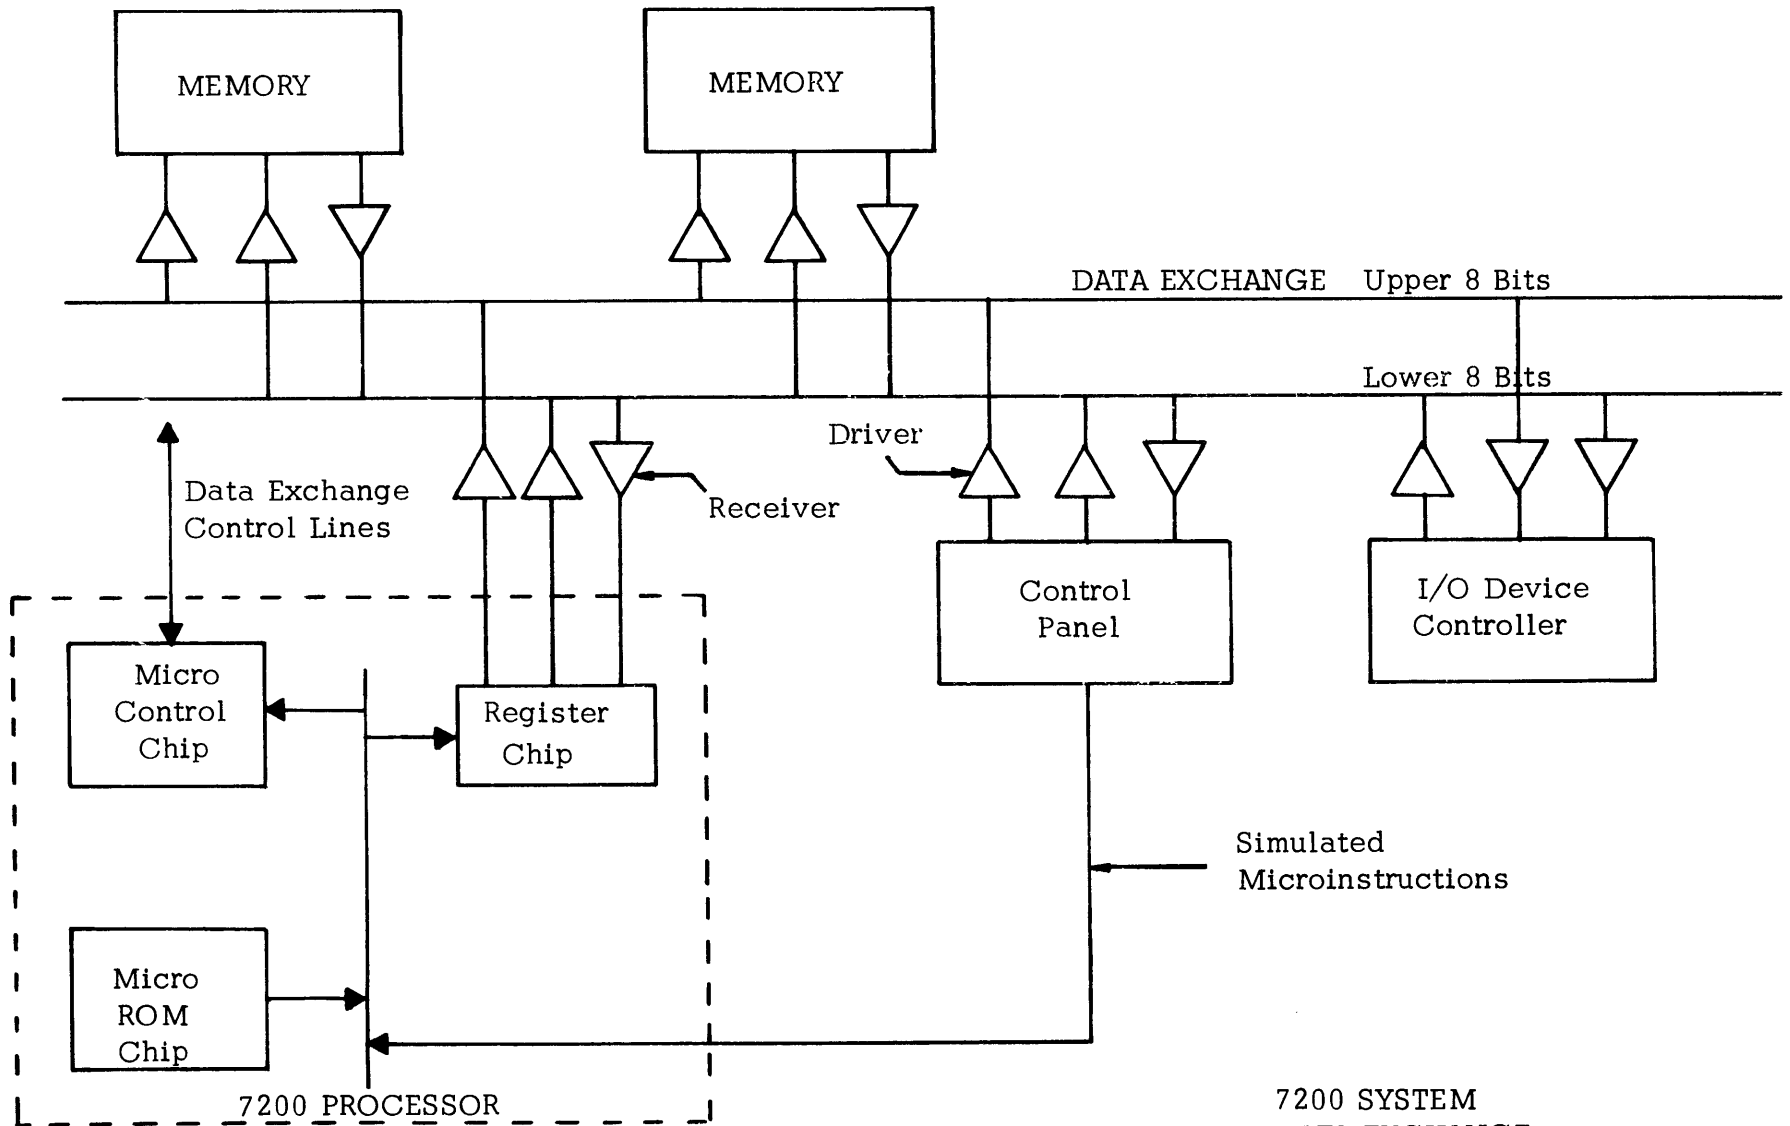 MEMORY
MEMORY
DATA EXCHANGE Upper 8 Bits
Lower 8 Bits
Driver
Data Exchange
Control Lines
Receiver
Control
Panel
I/O Device
Controller
Micro
Control
Chip
Register
Chip
Simulated
Microinstructions
Micro
ROM
Chip
7200 PROCESSOR
7200 SYSTEM